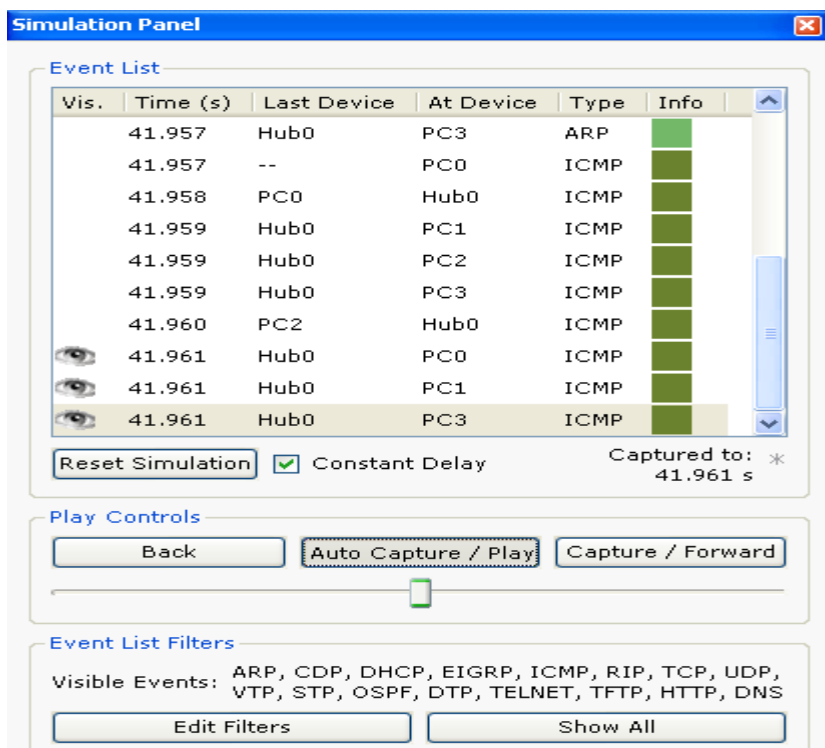 Simulation Panel
Event List
Vis. Time (s) Last Device At Device Type Info
41.957 Hub0 PC3 ARP
41.957 -- PC0 ICMP
41.958 PC0 Hub0 ICMP
41.959 Hub0 PC1 ICMP
41.959 Hub0 PC2 ICMP
41.959 Hub0 PC3 ICMP
41.960 PC2 Hub0 ICMP
41.961 Hub0 PC0 ICMP
41.961 Hub0 PC1 ICMP
41.961 Hub0 PC3 ICMP
Reset Simulation Constant Delay Captured to: *
41.961 s
Play Controls
Back Auto Capture / Play Capture / Forward
Event List Filters
Visible Events: ARP, CDP, DHCP, EIGRP, ICMP, RIP, TCP, UDP,
VTP, STP, OSPF, DTP, TELNET, TFTP, HTTP, DNS
Edit Filters Show All